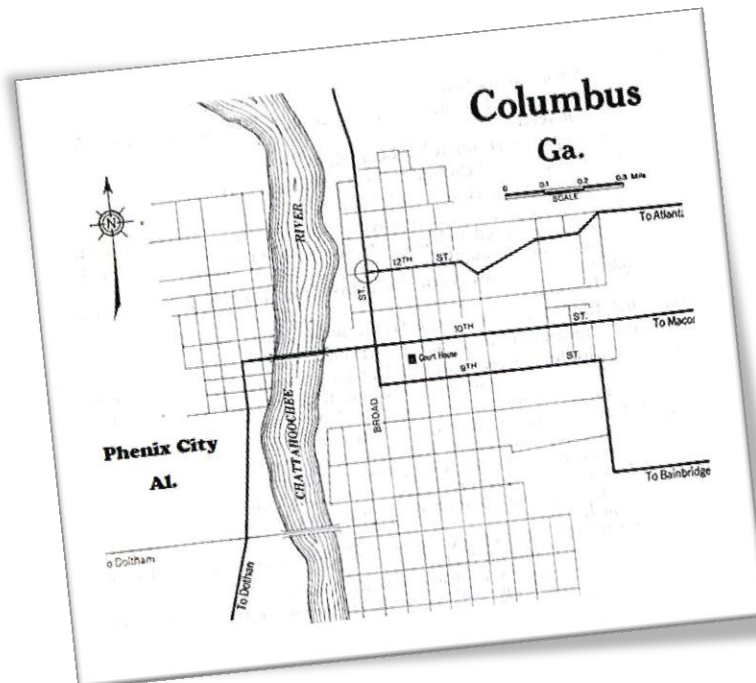 Columbus
Ga.
0 0.1 0.2 0.3 Mile
SCALE
To Atlanta
N
RIVER
12TH ST.
ST.
10TH ST.
To Macon
Court House
9TH ST.
BROAD
CHATTAHOOCHEE
Phenix City
Al.
To Bainbridge
o Doltham
To Dothan